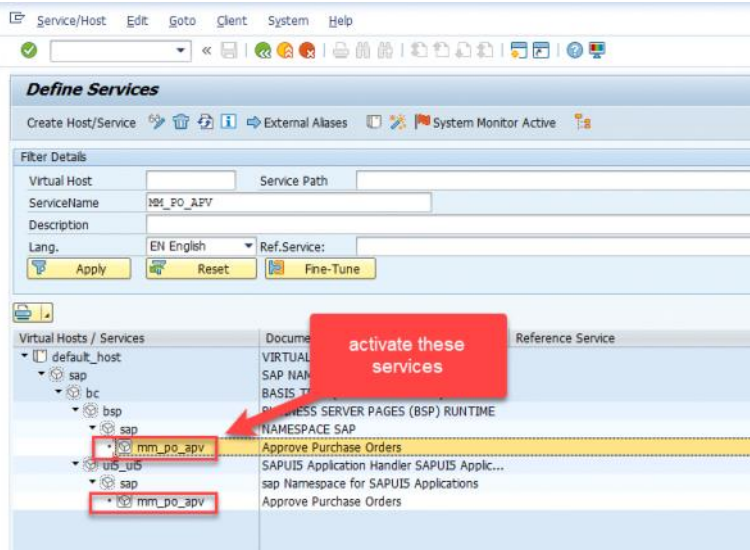 Service/Host Edit Goto Client System Help
Define Services
Create Host/Service External Aliases System Monitor Active
Filter Details
Virtual Host Service Path
ServiceName MM_PO_APV
Description
Lang. EN English Ref.Service:
Apply Reset Fine-Tune
Virtual Hosts / Services Docume Reference Service
activate these
services
default_host VIRTUAL
sap SAP NAM
bc BASIS
bsp BUSINESS SERVER PAGES (BSP) RUNTIME
sap NAMESPACE SAP
mm_po_apv Approve Purchase Orders
ui5_ui5 SAPUI5 Application Handler SAPUI5 Applic...
sap sap Namespace for SAPUI5 Applications
mm_po_apv Approve Purchase Orders